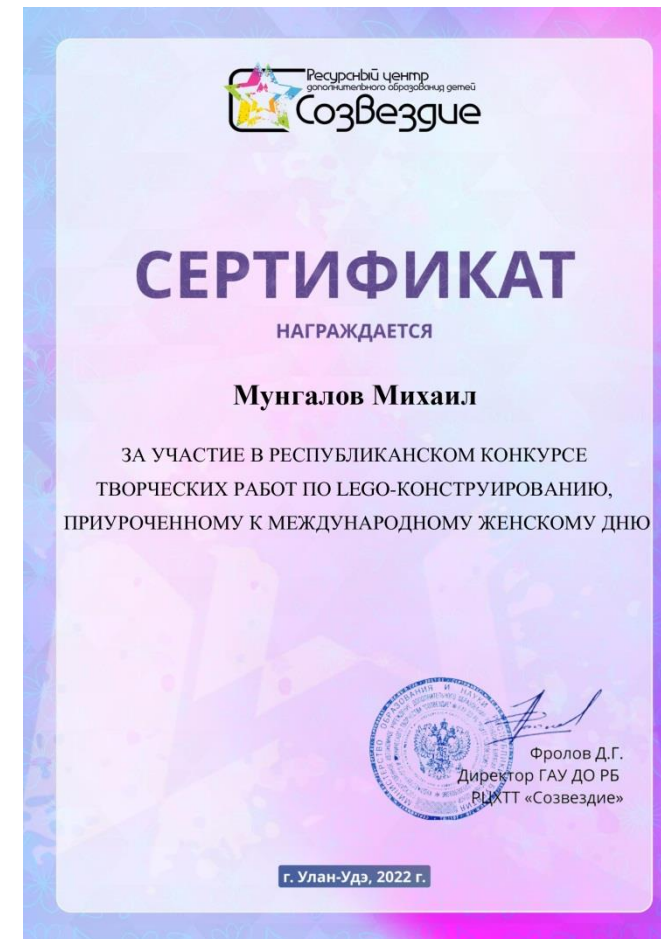 Ресурсный центр
дополнительного образования детей
СозВездие
СЕРТИФИКАТ
НАГРАЖДАЕТСЯ
Мунгалов Михаил
ЗА УЧАСТИЕ В РЕСПУБЛИКАНСКОМ КОНКУРСЕ
ТВОРЧЕСКИХ РАБОТ ПО LEGO-КОНСТРУИРОВАНИЮ,
ПРИУРОЧЕННОМУ К МЕЖДУНАРОДНОМУ ЖЕНСКОМУ ДНЮ
Фролов Д.Г.
Директор ГАУ ДО РБ
РЦХТТ «Созвездие»
г. Улан-Удэ, 2022 г.